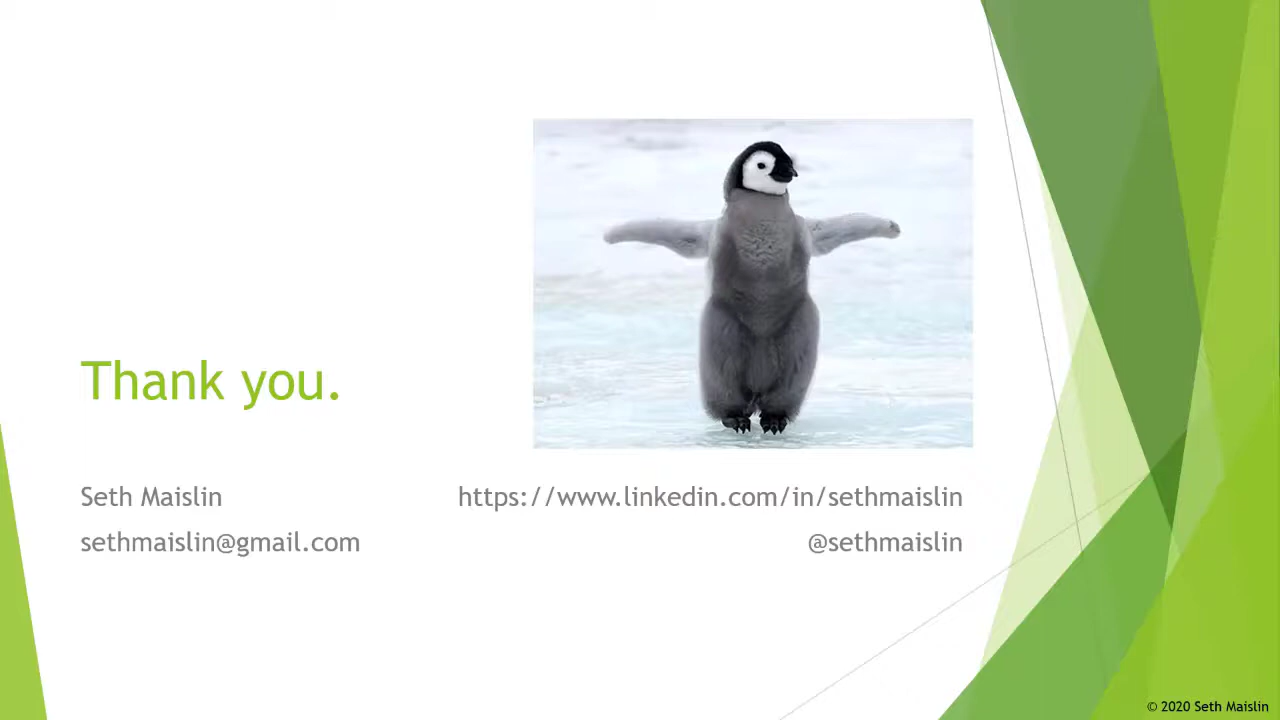 Thank you.
Seth Maislin
https://www.linkedin.com/in/sethmaislin
sethmaislin@gmail.com
@sethmaislin
© 2020 Seth Maislin